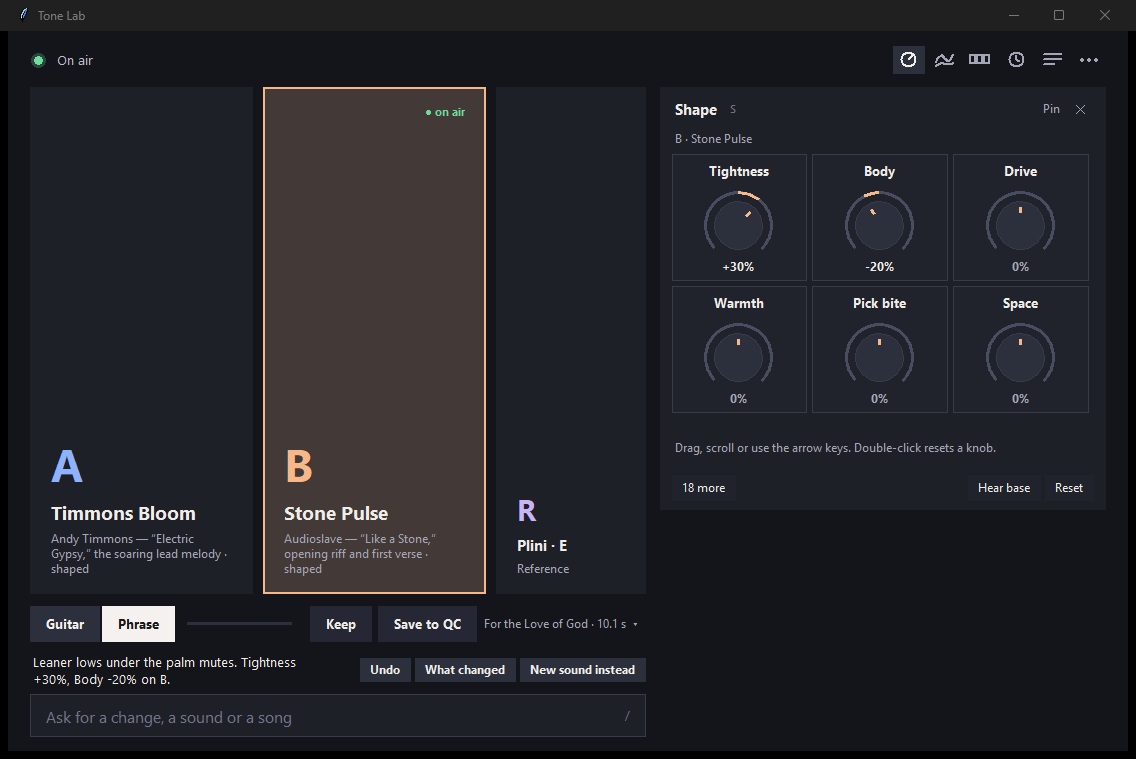 Tone Lab
On air
● on air
A
Timmons Bloom
Andy Timmons — “Electric
Gypsy,” the soaring lead melody ·
shaped
B
Stone Pulse
Audioslave — “Like a Stone,”
opening riff and first verse ·
shaped
R
Plini · E
Reference
Shape S
Pin
B · Stone Pulse
Tightness
+30%
Body
-20%
Drive
0%
Warmth
0%
Pick bite
0%
Space
0%
Drag, scroll or use the arrow keys. Double-click resets a knob.
18 more
Hear base
Reset
Guitar
Phrase
Keep
Save to QC
For the Love of God · 10.1 s
Leaner lows under the palm mutes. Tightness
+30%, Body -20% on B.
Undo
What changed
New sound instead
Ask for a change, a sound or a song
/